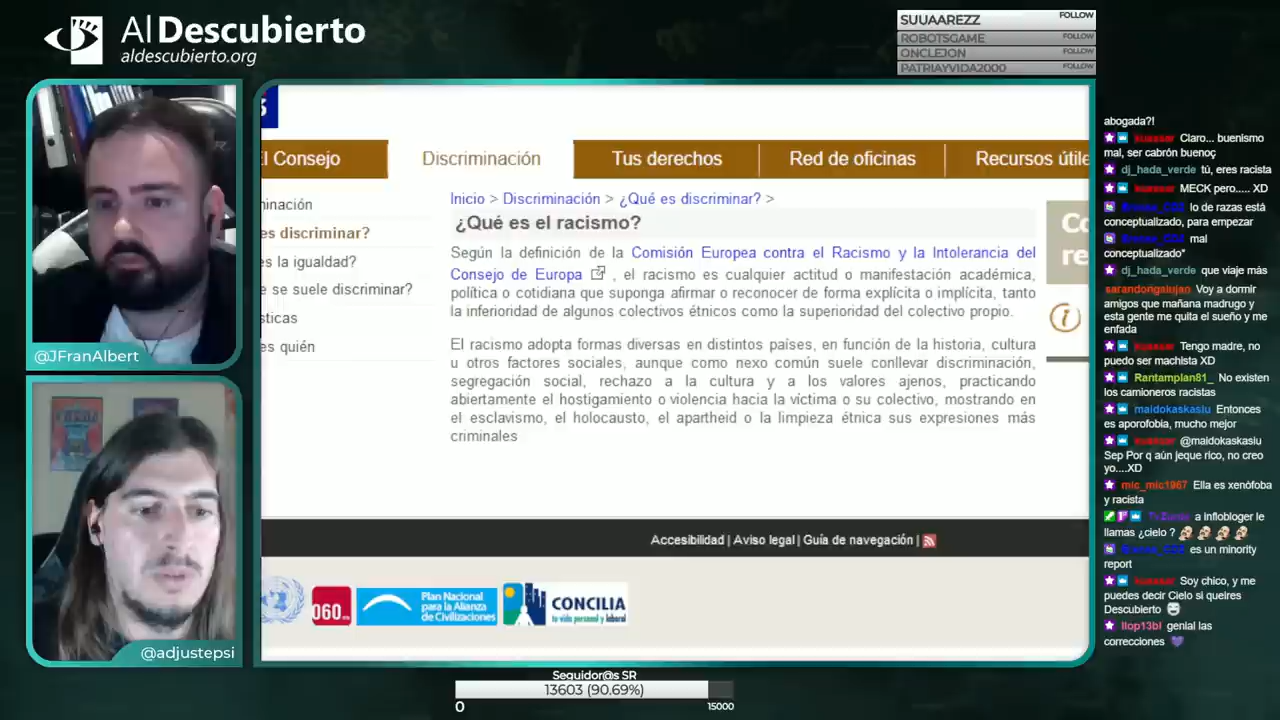 Al Descubierto
aldescubierto.org
SUUAAREZZ FOLLOW
ROBOTSGAME FOLLOW
ONCLEJON FOLLOW
PATRIAYVIDA2000 FOLLOW
@JFranAlbert
@adjustepsi
l Consejo
Discriminación
Tus derechos
Red de oficinas
Recursos útile
inación
es discriminar?
es la igualdad?
e se suele discriminar?
sticas
es quién
Inicio > Discriminación > ¿Qué es discriminar? >
¿Qué es el racismo?
Según la definición de la Comisión Europea contra el Racismo y la Intolerancia del
Consejo de Europa , el racismo es cualquier actitud o manifestación académica,
política o cotidiana que suponga afirmar o reconocer de forma explícita o implícita, tanto
la inferioridad de algunos colectivos étnicos como la superioridad del colectivo propio.
El racismo adopta formas diversas en distintos países, en función de la historia, cultura
u otros factores sociales, aunque como nexo común suele conllevar discriminación,
segregación social, rechazo a la cultura y a los valores ajenos, practicando
abiertamente el hostigamiento o violencia hacia la víctima o su colectivo, mostrando en
el esclavismo, el holocausto, el apartheid o la limpieza étnica sus expresiones más
criminales
Co
re
Accesibilidad | Aviso legal | Guía de navegación |
060
Plan Nacional
para la Alianza
de Civilizaciones
CONCILIA
tu vida personal y laboral
Seguidor@s SR
13603 (90.69%)
0
15000
abogada?!
Claro... buenismo
mal, ser cabrón buenoç
dj_hada_verde tú, eres racista
MECK pero..... XD
lo de razas está
conceptualizado, para empezar
mal
conceptualizado*
dj_hada_verde que viaje más
sarandongalujan Voy a dormir
amigos que mañana madrugo y
esta gente me quita el sueño y me
enfada
Tengo madre, no
puedo ser machista XD
Rantamplan81_ No existen
los camioneros racistas
maidokaskasiu Entonces
es aporofobia, mucho mejor
@maidokaskasiu
Sep Por q aún jeque rico, no creo
yo....XD
mic_mic1967 Ella es xenófoba
y racista
a inflobloger le
llamas ¿cielo ?
es un minority
report
Soy chico, y me
puedes decir Cielo si quelres
Descubierto
llop13bl genial las
correcciones